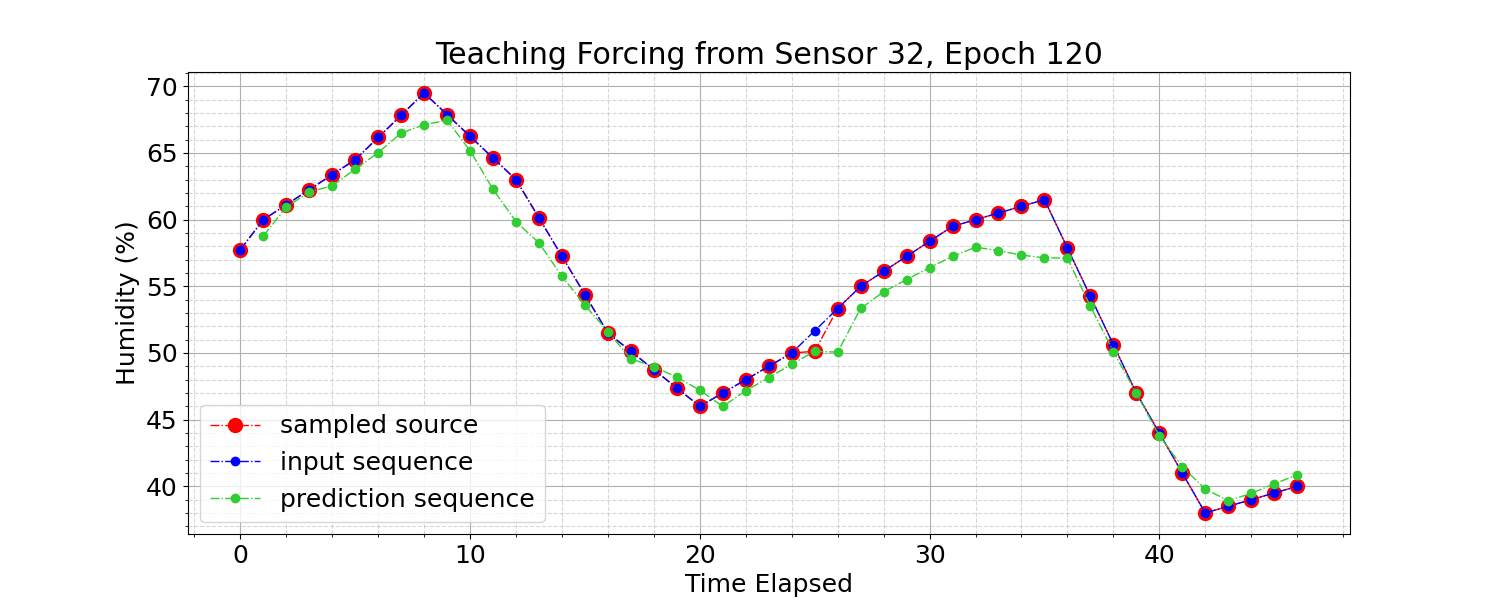 Teaching Forcing from Sensor 32, Epoch 120
Humidity (%)
70
65
60
55
50
45
40
sampled source
input sequence
prediction sequence
0 10 20 30 40
Time Elapsed